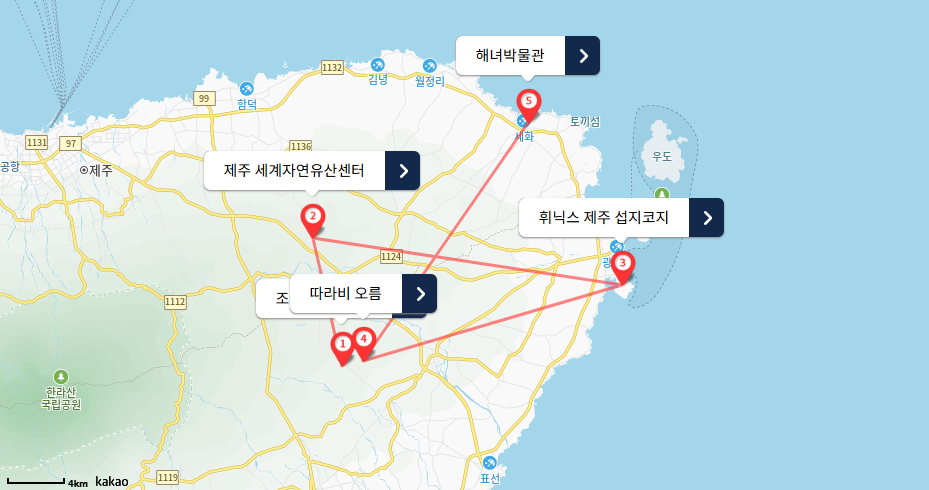 해녀박물관
5
1132
김녕
월정리
99
함덕
세화
토끼섬
1131
97
1136
우도
공항
제주
제주 세계자연유산센터
2
휘닉스 제주 섭지코지
1124
광
3
조
따라비 오름
1112
1
4
한라산
국립공원
표선
1119
4km kakao